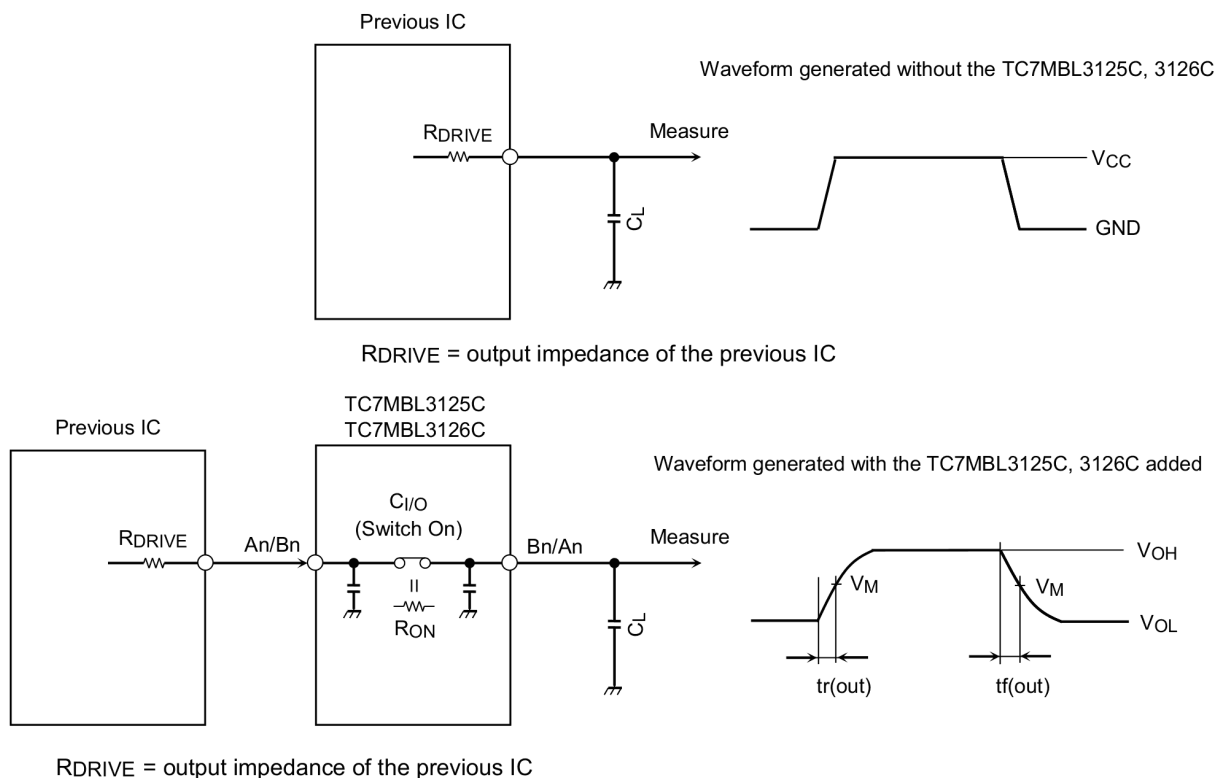 Previous IC
Waveform generated without the TC7MBL3125C, 3126C
RDRIVE
Measure
VCC
CL
GND
RDRIVE = output impedance of the previous IC
TC7MBL3125C
TC7MBL3126C
Previous IC
Waveform generated with the TC7MBL3125C, 3126C added
CI/O
(Switch On)
RDRIVE
An/Bn
Bn/An
Measure
VOH
VM
VM
RON
CL
VOL
tr(out)
tf(out)
RDRIVE = output impedance of the previous IC